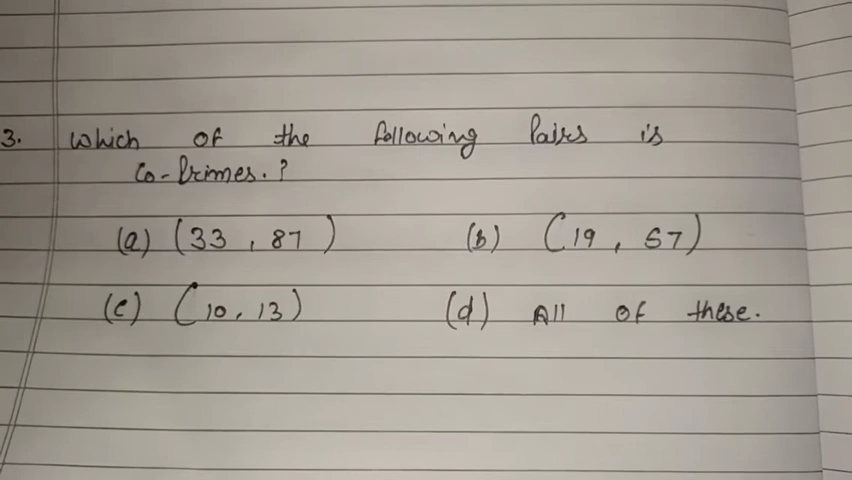 3. Which of the following Pairs is
Co-Primes.?
(a) (33, 87) (b) (19, 57)
(c) (10, 13) (d) All of these.